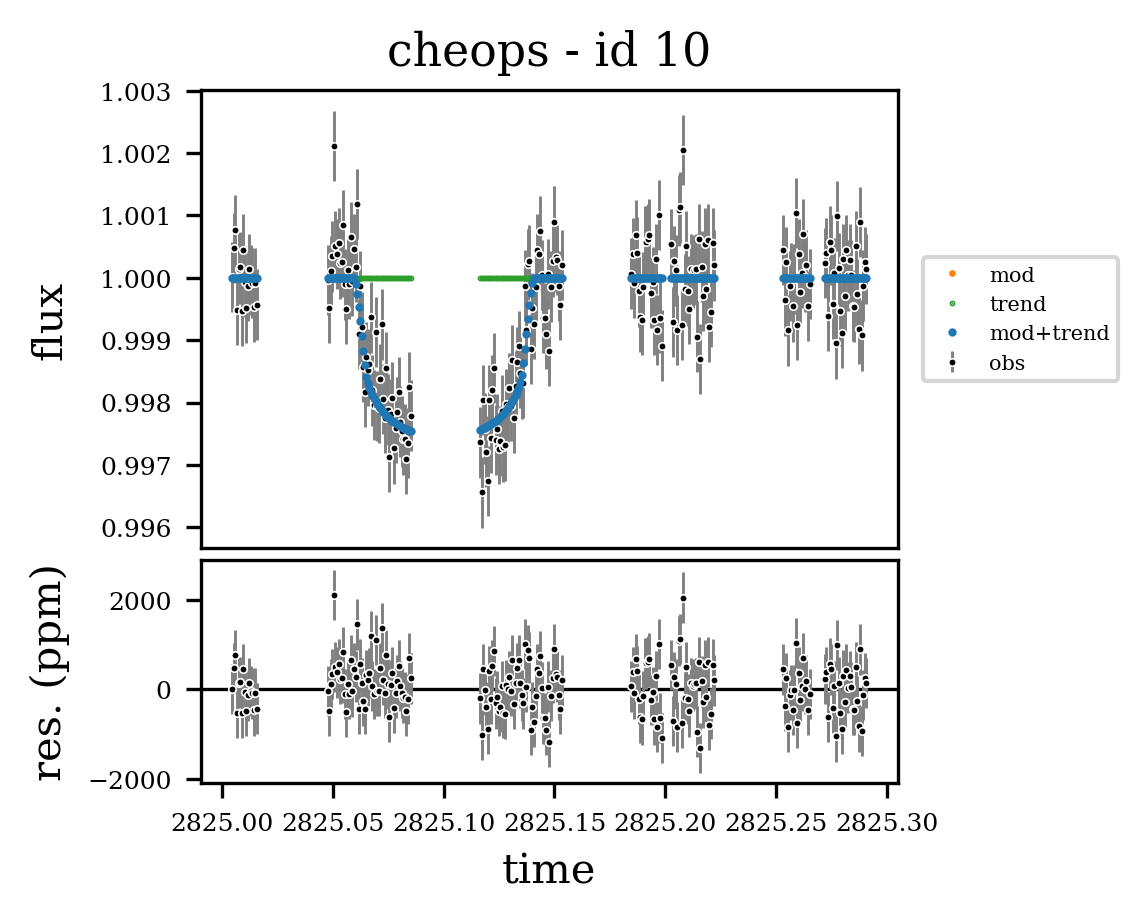 cheops - id 10
1.003
1.002
1.001
1.000
0.999
0.998
0.997
0.996
flux
mod
trend
mod+trend
obs
2000
0
−2000
res. (ppm)
2825.00 2825.05 2825.10 2825.15 2825.20 2825.25 2825.30
time